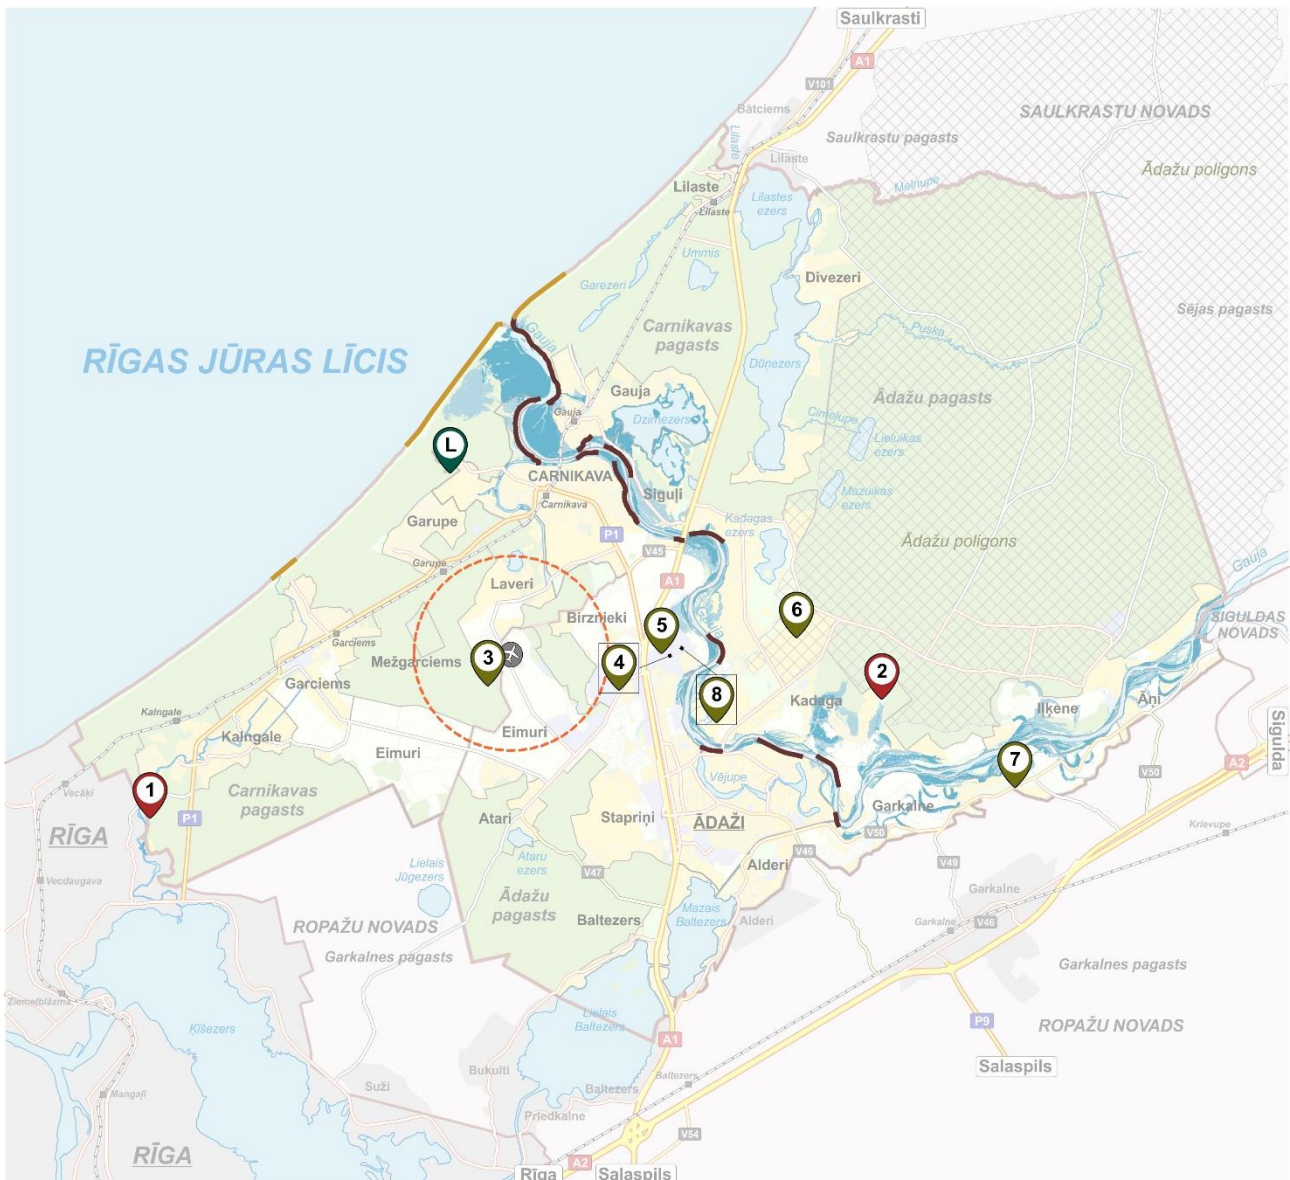 Saulkrasti
A1
V101
Bātciems
SAULKRASTU NOVADS
Saulkrastu pagasts
Lilaste
Lilaste
Ādažu poligons
Melnupe
Lilaste
Lilaste
Lilastes
ezers
Ummis
Divezeri
Garezeri
Sējas pagasts
Carnikavas
pagasts
Puska
Gauja
RĪGAS JŪRAS LĪCIS
Dūņezers
Gauja
Ādažu pagasts
Gauja
Dzirnezers
Cimeļupe
Lieluikas
ezers
L
CARNIKAVA
Siguļi
Mazuikas
ezers
Carnikava
Garupe
Kadagas
ezers
P1
Ādažu poligons
V45
Garupe
Gauja
Laveri
A1
Birznieki
6
SIGULDAS
NOVADS
Gauja
5
Garciems
Mežgarciems
3
4
2
Garciems
8
Kadaga
Āņi
Iļķene
Kalngale
Sigulda
Kalngale
Eimuri
Eimuri
7
A2
V50
Vecāķi
1
Carnikavas
pagasts
Vējupe
Garkalne
P1
Atari
Stapriņi
ĀDAŽI
Krievupe
RĪGA
V50
V46
Ataru
ezers
Alderi
V49
Lielais
Jūgezers
V47
Vecdaugava
Garkalne
Ādažu
pagasts
Mazais
Baltezers
Baltezers
Alderi
Garkalne
V46
ROPAŽU NOVADS
Garkalnes pagasts
Garkalnes pagasts
Ziemeļblāzma
Ķīšezers
Lielais
Baltezers
P9
ROPAŽU NOVADS
A1
Salaspils
Bukulti
Baltezers
Suži
Baltezers
Mangaļi
Priedkalne
V54
RĪGA
A2
Rīga
Salaspils